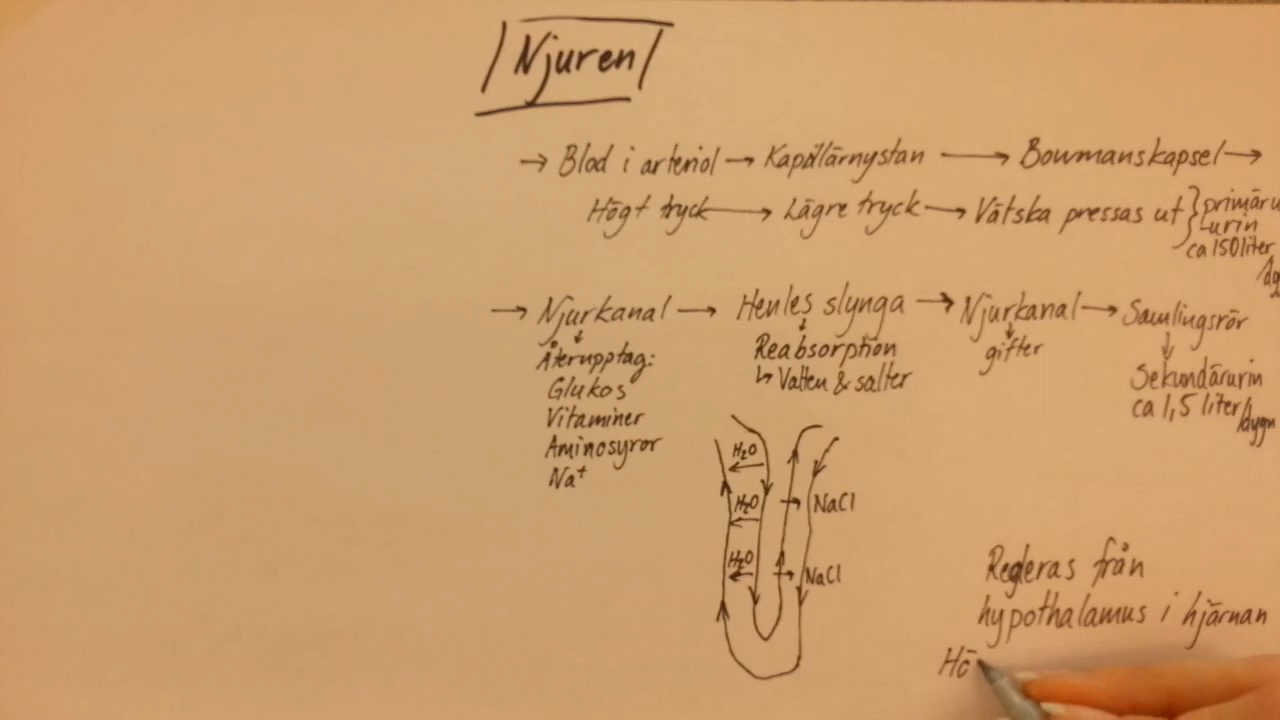 Njuren
→ Blod i arteriol → Kapillärnystan → Bowmanskapsel →
Högt tryck → Lägre tryck → Vätska pressas ut } primäru
-urin
ca 150 liter
→ Njurkanal → Henles slynga → Njurkanal → Samlingsrör
Återupptag:
Glukos
Vitaminer
Aminosyror
Na⁺
Reabsorption
↳ Vatten & salter
gifter
Sekundärurin
ca 1,5 liter/dygn
H₂O
H₂O
H₂O
NaCl
NaCl
Regleras från
hypothalamus i hjärnan
Hö